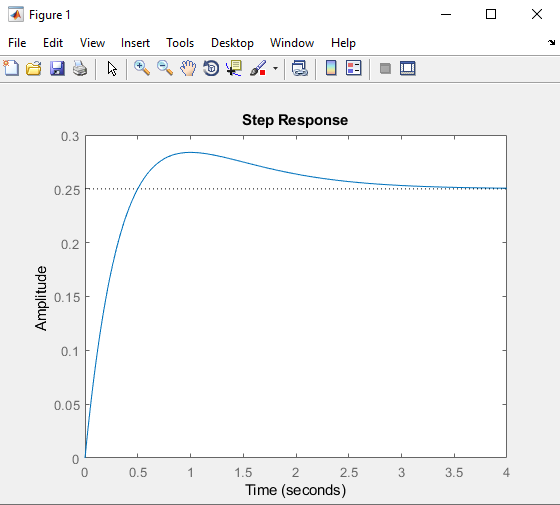 Figure 1
File Edit View Insert Tools Desktop Window Help
Step Response
Amplitude
0.3
0.25
0.2
0.15
0.1
0.05
0
0 0.5 1 1.5 2 2.5 3 3.5 4
Time (seconds)